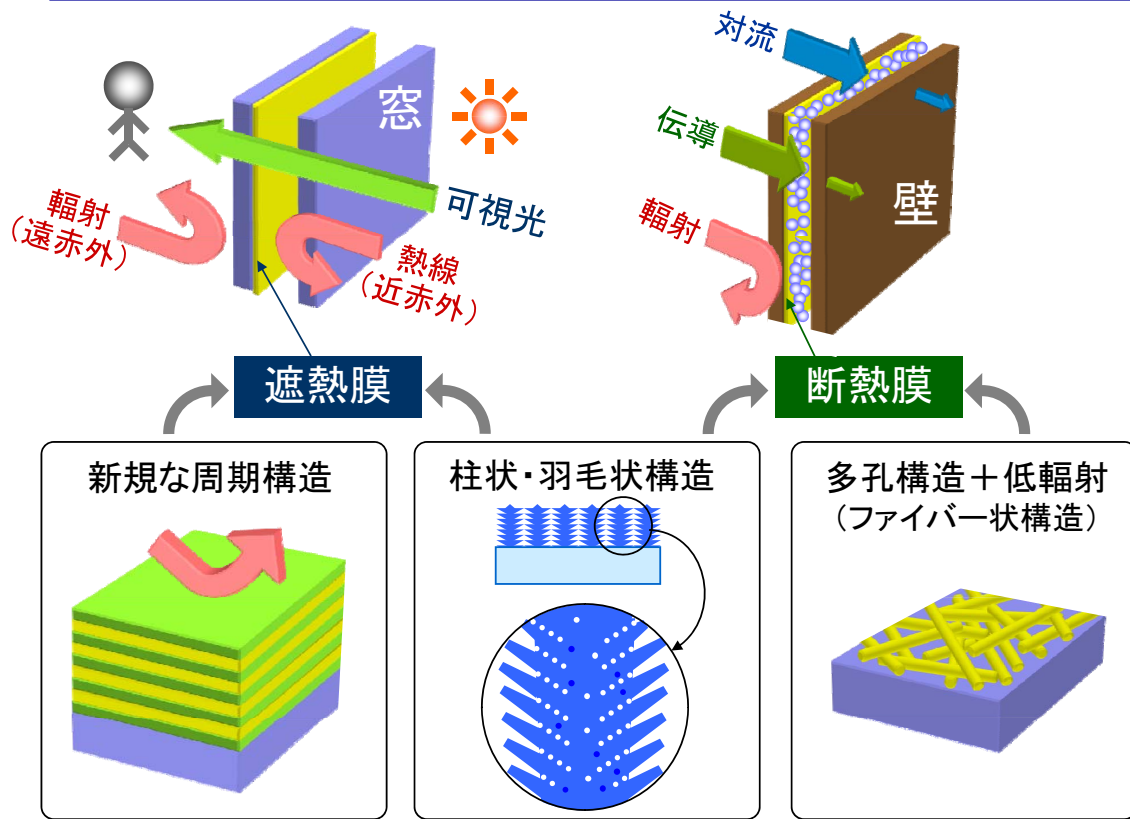 窓
可視光
輻射
（遠赤外）
熱線
（近赤外）
対流
伝導
輻射
壁
遮熱膜
断熱膜
新規な周期構造
柱状・羽毛状構造
多孔構造＋低輻射
（ファイバー状構造）